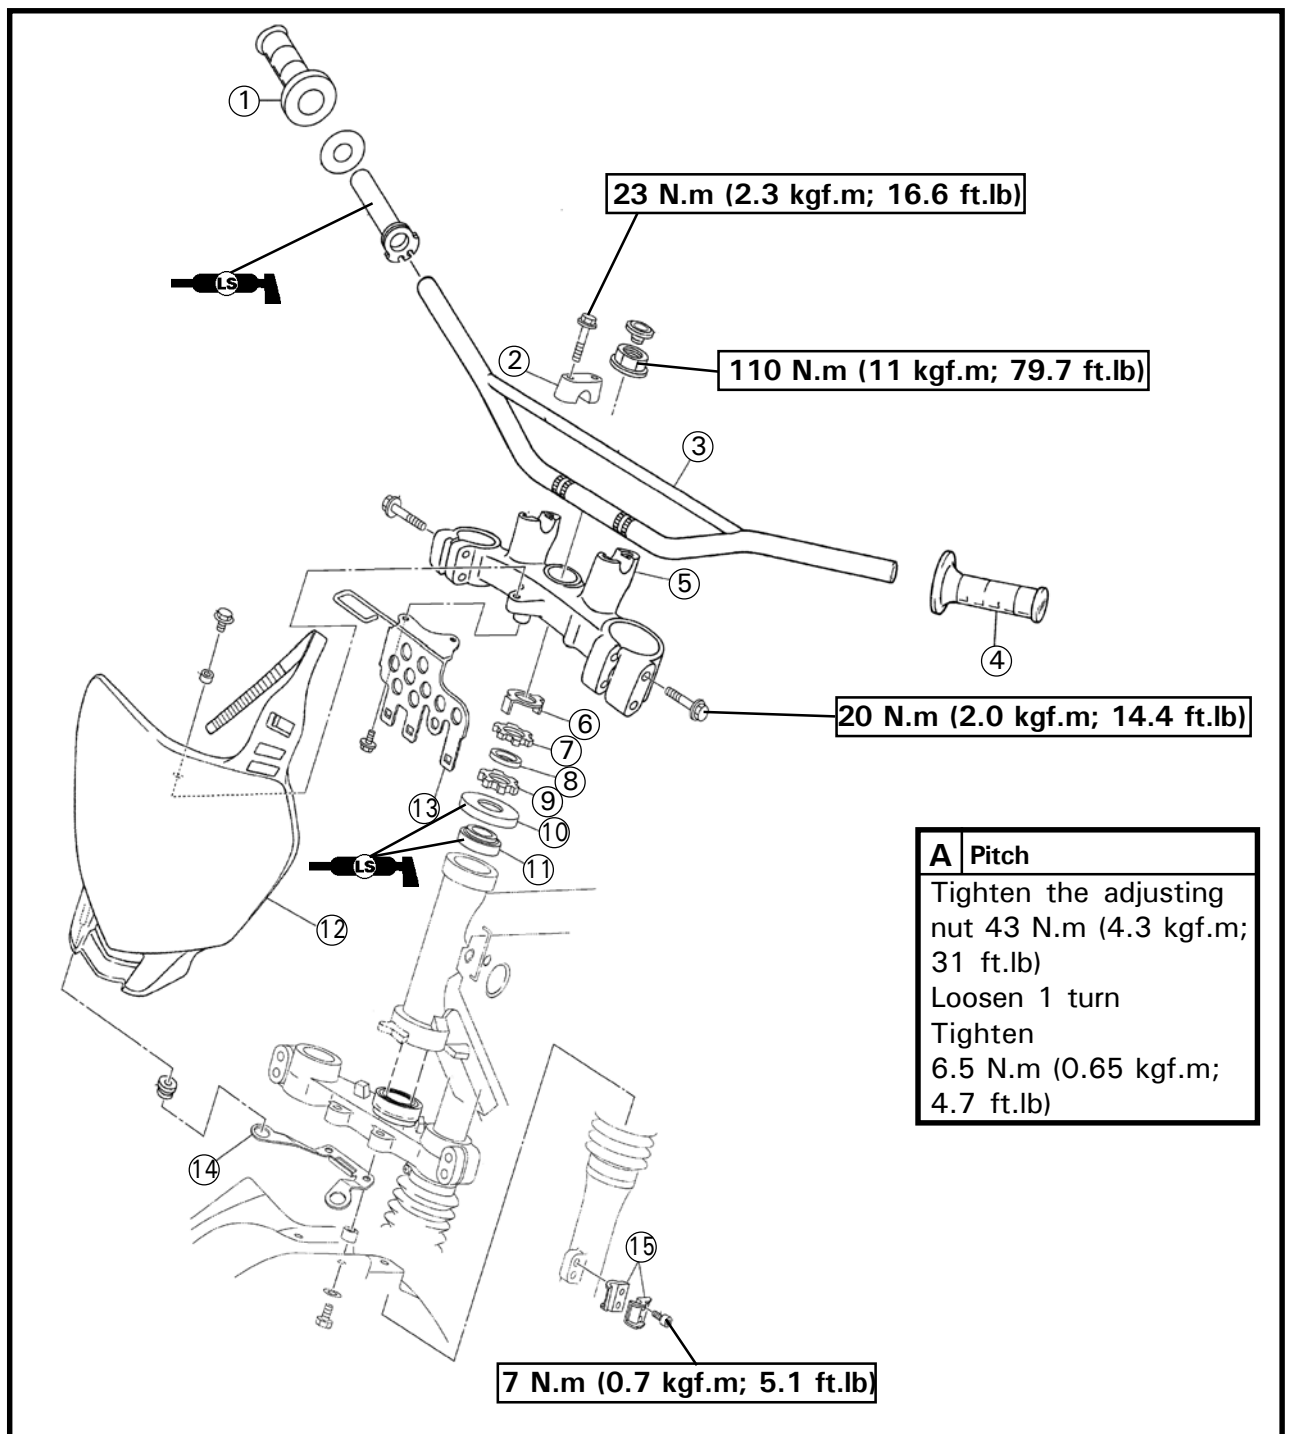 1
23 N.m (2.3 kgf.m; 16.6 ft.lb)
LS
2
110 N.m (11 kgf.m; 79.7 ft.lb)
3
5
4
6
20 N.m (2.0 kgf.m; 14.4 ft.lb)
7
8
9
13
10
LS
11
12
A Pitch
Tighten the adjusting
nut 43 N.m (4.3 kgf.m;
31 ft.lb)
Loosen 1 turn
Tighten
6.5 N.m (0.65 kgf.m;
4.7 ft.lb)
14
15
7 N.m (0.7 kgf.m; 5.1 ft.lb)